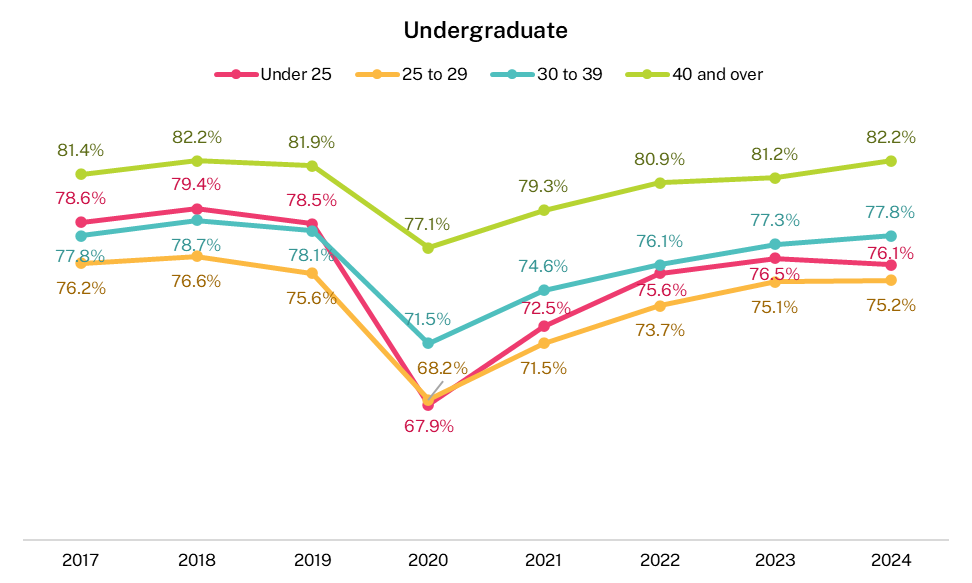 Undergraduate
Under 25 25 to 29 30 to 39 40 and over
81.4% 82.2% 81.9% 77.1% 79.3% 80.9% 81.2% 82.2%
78.6% 79.4% 78.5% 67.9% 72.5% 75.6% 76.5% 76.1%
77.8% 78.7% 78.1% 71.5% 74.6% 76.1% 77.3% 77.8%
76.2% 76.6% 75.6% 68.2% 71.5% 73.7% 75.1% 75.2%
2017 2018 2019 2020 2021 2022 2023 2024